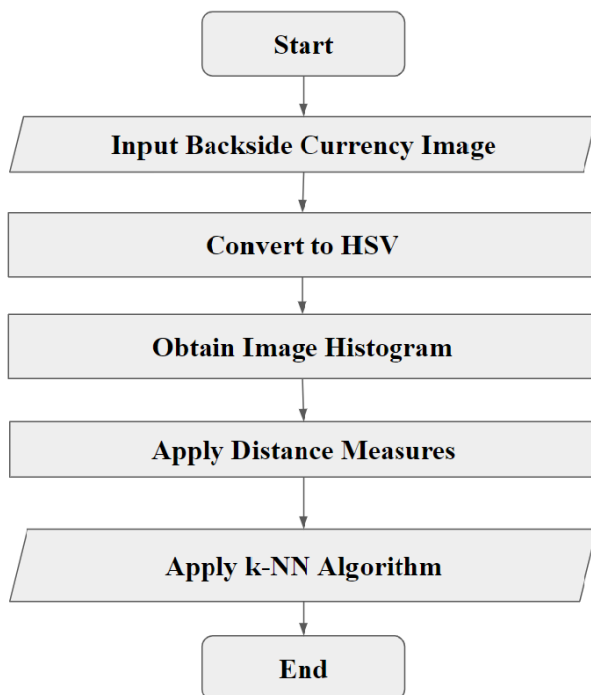 Start
Input Backside Currency Image
Convert to HSV
Obtain Image Histogram
Apply Distance Measures
Apply k-NN Algorithm
End